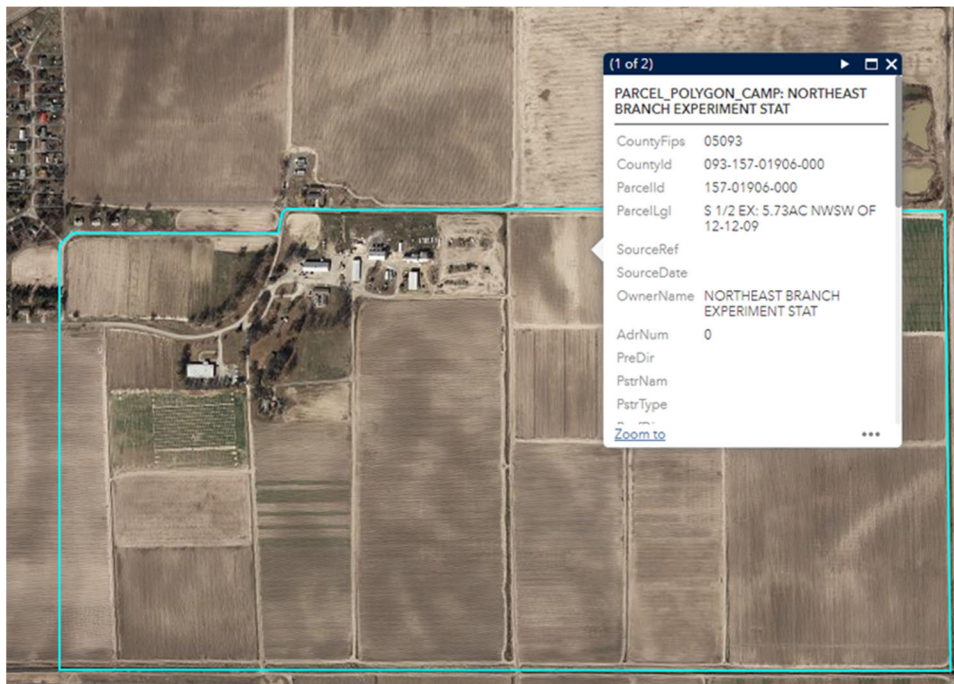 (1 of 2)
PARCEL_POLYGON_CAMP: NORTHEAST
BRANCH EXPERIMENT STAT
CountyFips 05093
CountyId 093-157-01906-000
ParcelId 157-01906-000
ParcelLgl S 1/2 EX: 5.73AC NWSW OF
12-12-09
SourceRef
SourceDate
OwnerName NORTHEAST BRANCH
EXPERIMENT STAT
AdrNum 0
PreDir
PstrNam
PstrType
Zoom to